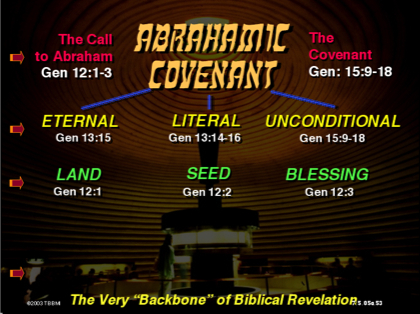 The Call
to Abraham
Gen 12:1-3
ABRAHAMIC
COVENANT
The
Covenant
Gen: 15:9-18
ETERNAL
LITERAL
UNCONDITIONAL
Gen 13:15
Gen 13:14-16
Gen 15:9-18
LAND
SEED
BLESSING
Gen 12:1
Gen 12:2
Gen 12:3
©2003 TBBMI
The Very “Backbone” of Biblical Revelation